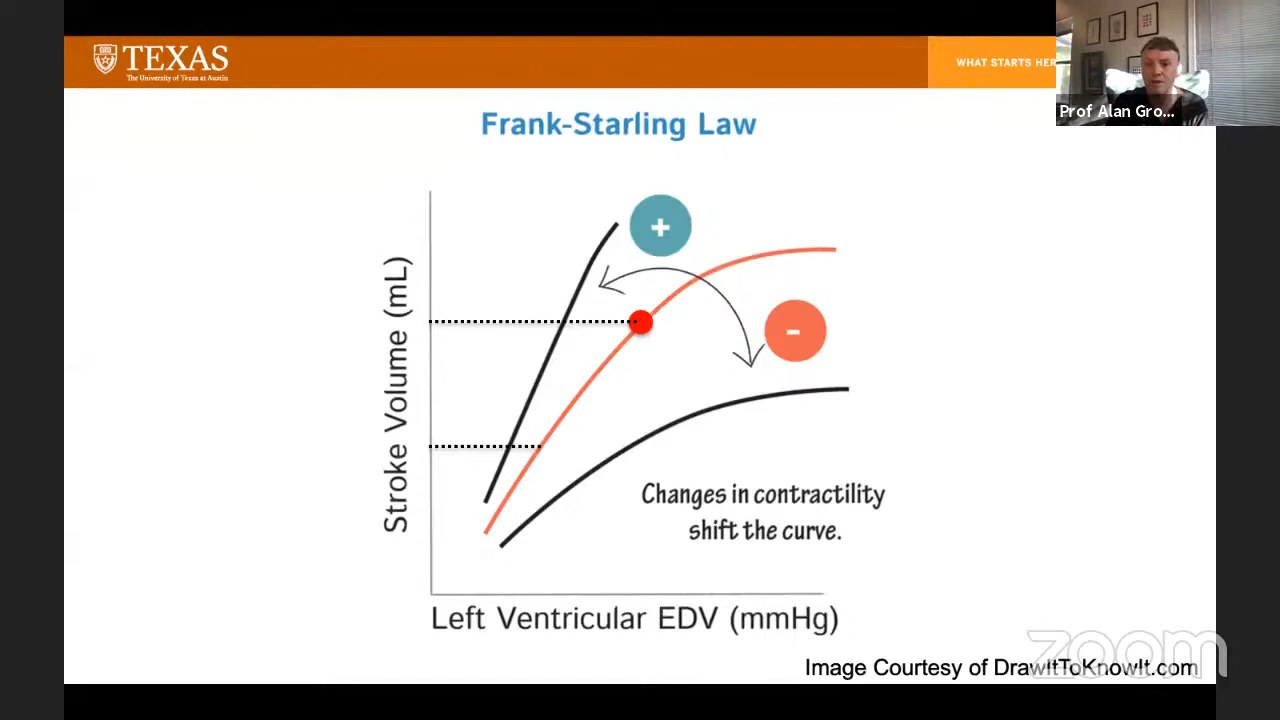 TEXAS
The University of Texas at Austin
WHAT STARTS HER
Prof Alan Gro...
Frank-Starling Law
+
-
Stroke Volume (mL)
Changes in contractility
shift the curve.
Left Ventricular EDV (mmHg)
zoom
Image Courtesy of DrawItToKnowIt.com